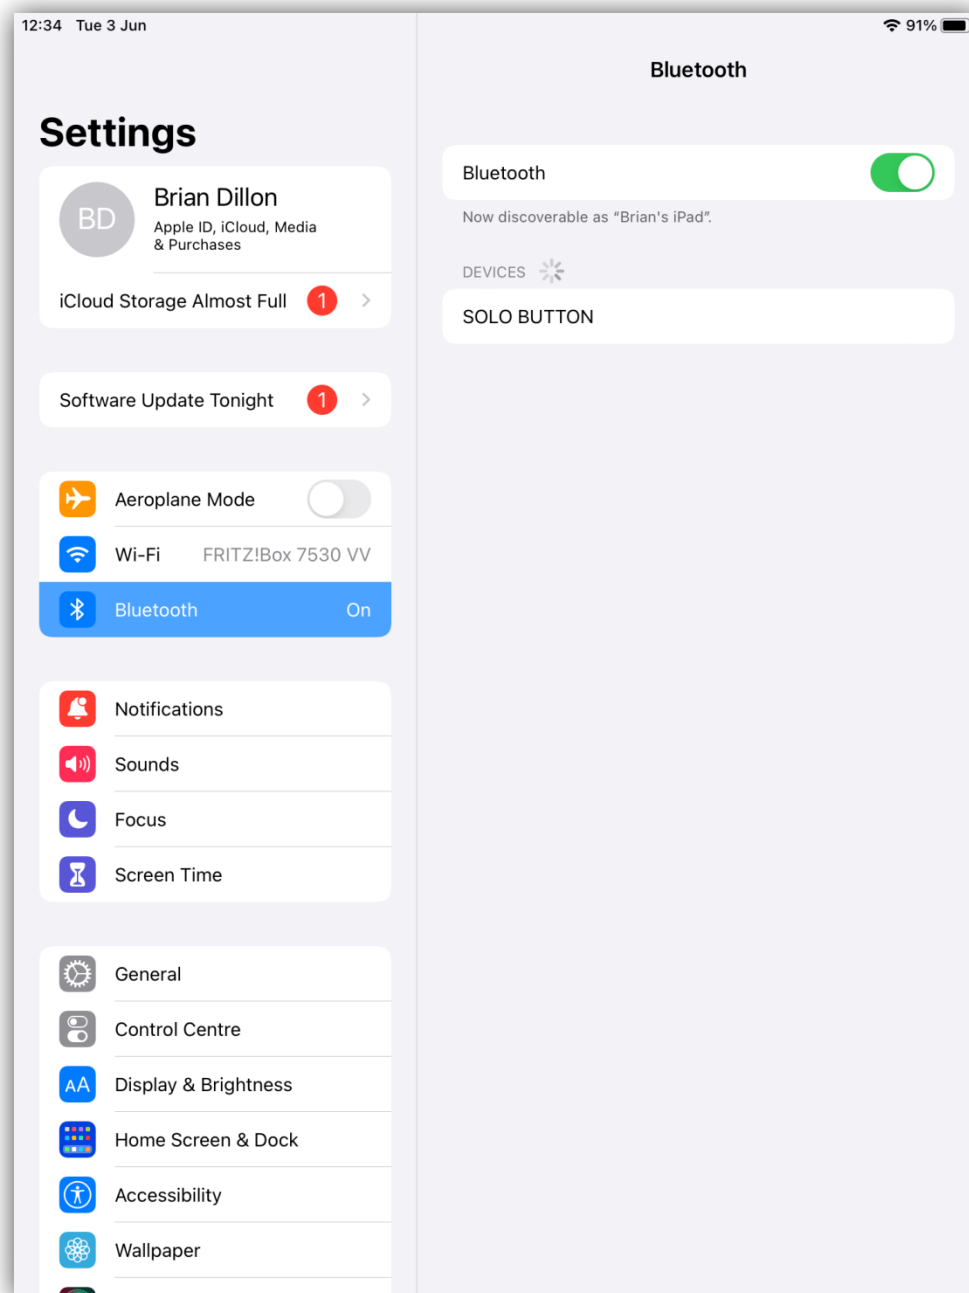 12:34 Tue 3 Jun
91%
Settings
BD
Brian Dillon
Apple ID, iCloud, Media
& Purchases
iCloud Storage Almost Full 1
Software Update Tonight 1
Aeroplane Mode
Wi-Fi FRITZ!Box 7530 VV
Bluetooth On
Notifications
Sounds
Focus
Screen Time
General
Control Centre
AA Display & Brightness
Home Screen & Dock
Accessibility
Wallpaper
Bluetooth
Bluetooth
Now discoverable as “Brian's iPad”.
DEVICES
SOLO BUTTON